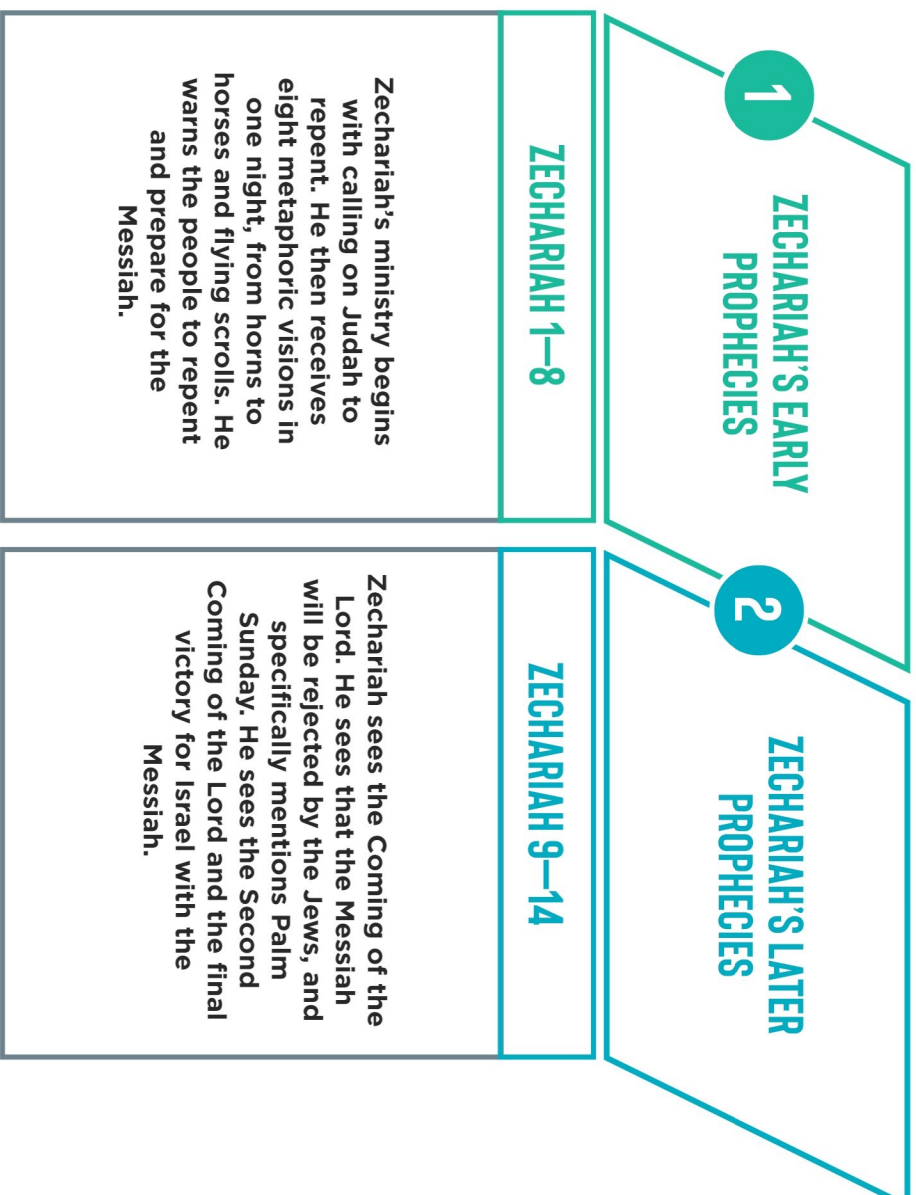 1
ZECHARIAH'S EARLY
PROPHECIES
ZECHARIAH 1—8
Zechariah's ministry begins
with calling on Judah to
repent. He then receives
eight metaphoric visions in
one night, from horns to
horses and flying scrolls. He
warns the people to repent
and prepare for the
Messiah.
2
ZECHARIAH'S LATER
PROPHECIES
ZECHARIAH 9—14
Zechariah sees the Coming of the
Lord. He sees that the Messiah
will be rejected by the Jews, and
specifically mentions Palm
Sunday. He sees the Second
Coming of the Lord and the final
victory for Israel with the
Messiah.